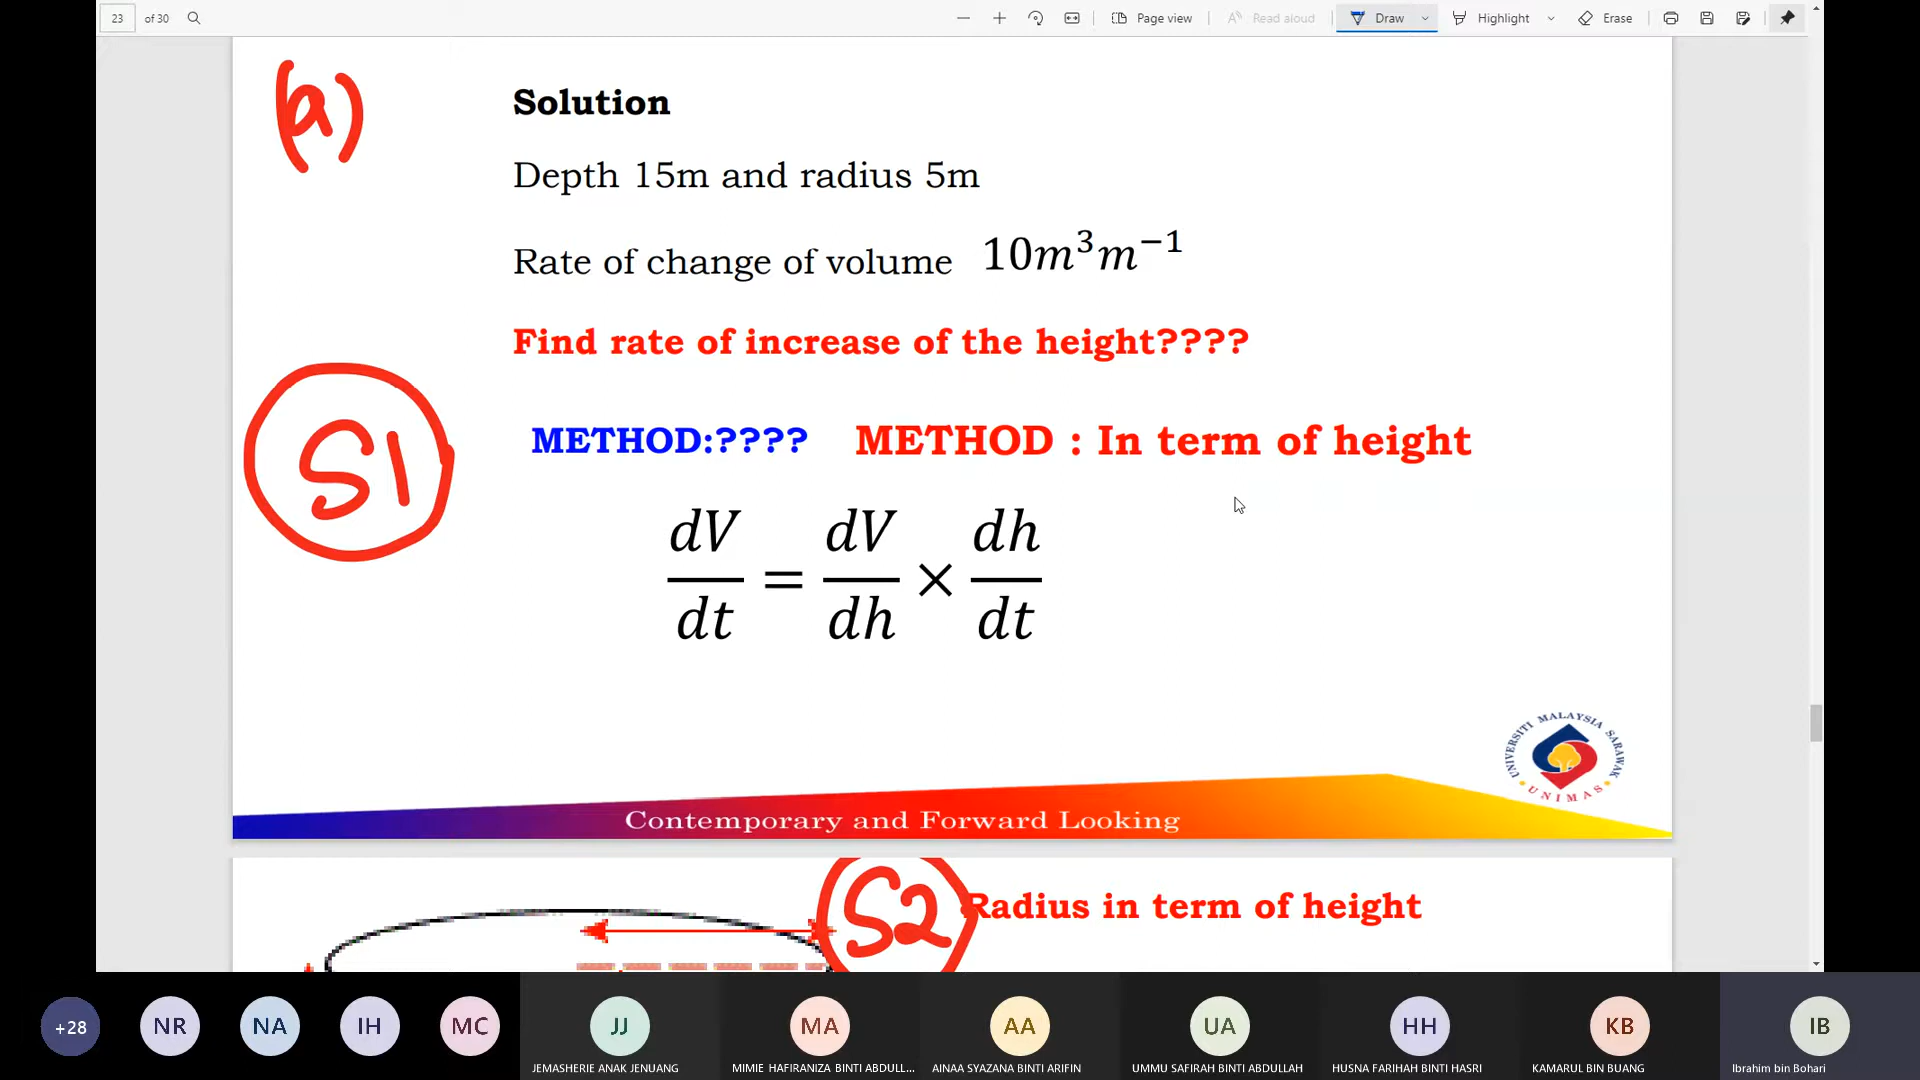 23 of 30 Page view Read aloud Draw Highlight Erase
(a)
Solution
Depth 15m and radius 5m
Rate of change of volume 10m³m⁻¹
Find rate of increase of the height????
S1
METHOD:???? METHOD : In term of height
dV/dt = dV/dh × dh/dt
UNIVERSITI MALAYSIA SARAWAK
UNIMAS
Contemporary and Forward Looking
S2 Radius in term of height
+28 NR NA IH MC JJ MA AA UA HH KB IB
JEMASHERIE ANAK JENUANG MIMIE HAFIRANIZA BINTI ABDULL... AINAA SYAZANA BINTI ARIFIN UMMU SAFIRAH BINTI ABDULLAH HUSNA FARIHAH BINTI HASRI KAMARUL BIN BUANG Ibrahim bin Bohari